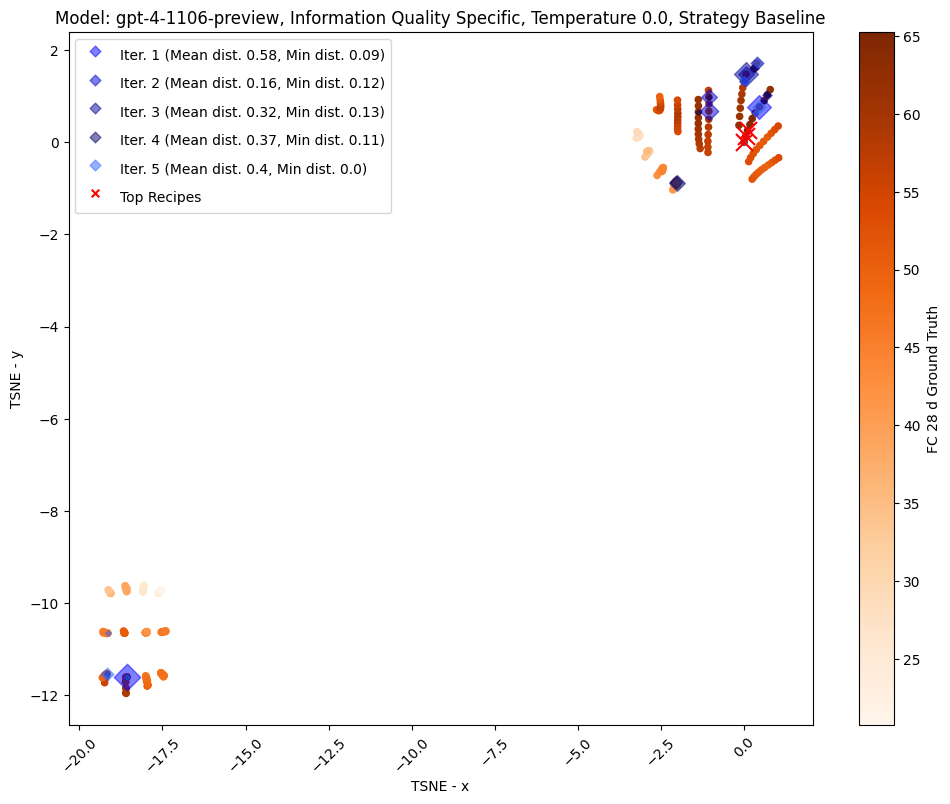 Model: gpt-4-1106-preview, Information Quality Specific, Temperature 0.0, Strategy Baseline
Iter. 1 (Mean dist. 0.58, Min dist. 0.09)
Iter. 2 (Mean dist. 0.16, Min dist. 0.12)
Iter. 3 (Mean dist. 0.32, Min dist. 0.13)
Iter. 4 (Mean dist. 0.37, Min dist. 0.11)
Iter. 5 (Mean dist. 0.4, Min dist. 0.0)
Top Recipes
2
0
−2
−4
−6
−8
−10
−12
TSNE - y
−20.0
−17.5
−15.0
−12.5
−10.0
−7.5
−5.0
−2.5
0.0
TSNE - x
65
60
55
50
45
40
35
30
25
FC 28 d Ground Truth